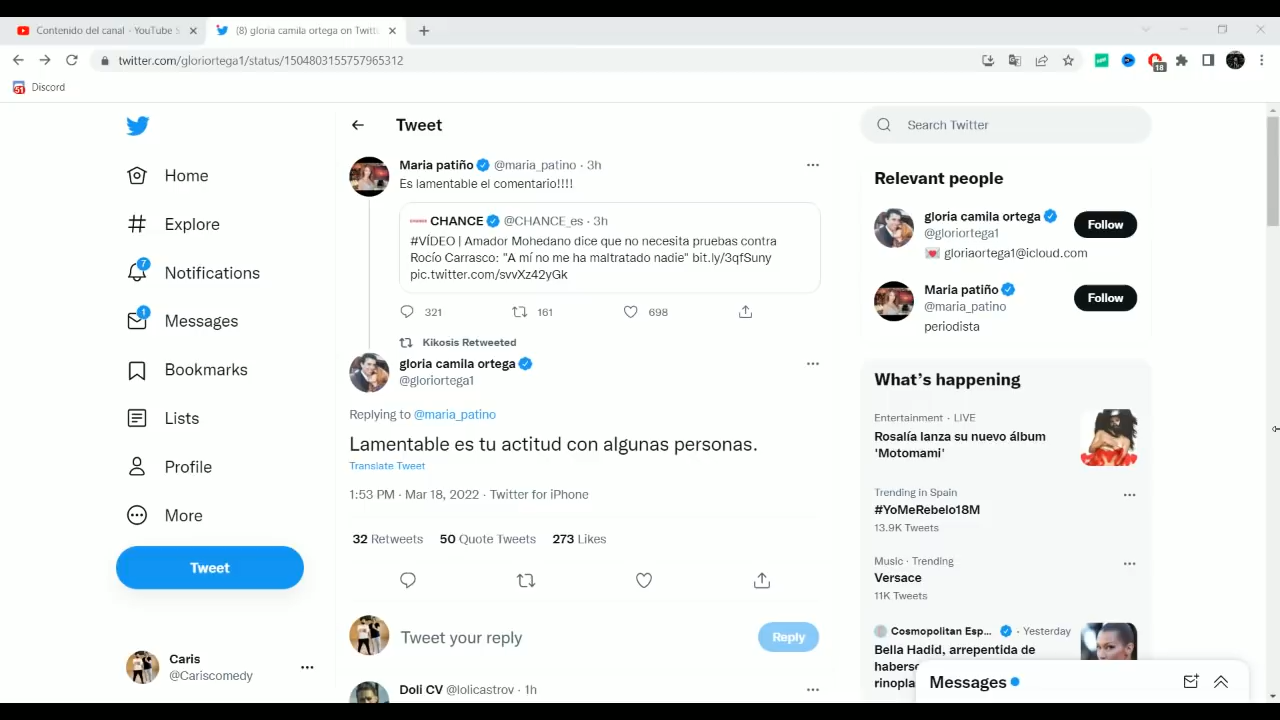 Contenido del canal - YouTube S
(8) gloria camila ortega on Twitt
twitter.com/gloriortega1/status/1504803155757965312
18
51
Discord
Home
Explore
7
Notifications
1
Messages
Bookmarks
Lists
Profile
More
Tweet
Caris
@Cariscomedy
Tweet
Maria patiño @maria_patino · 3h
Es lamentable el comentario!!!!
CHANCE CHANCE @CHANCE_es · 3h
#VÍDEO | Amador Mohedano dice que no necesita pruebas contra
Rocío Carrasco: "A mí no me ha maltratado nadie" bit.ly/3qfSuny
pic.twitter.com/svvXz42yGk
321 161 698
Kikosis Retweeted
gloria camila ortega
@gloriortega1
Replying to @maria_patino
Lamentable es tu actitud con algunas personas.
Translate Tweet
1:53 PM · Mar 18, 2022 · Twitter for iPhone
32 Retweets 50 Quote Tweets 273 Likes
Tweet your reply
Reply
Doli CV @lolicastrov · 1h
Search Twitter
Relevant people
gloria camila ortega
@gloriortega1
Follow
💌 gloriaortega1@icloud.com
Maria patiño
@maria_patino
Follow
periodista
What's happening
Entertainment · LIVE
Rosalía lanza su nuevo álbum
'Motomami'
Trending in Spain
#YoMeRebelo18M
13.9K Tweets
Music · Trending
Versace
11K Tweets
Cosmopolitan Esp... · Yesterday
Bella Hadid, arrepentida de
haberse
rinopla
Messages